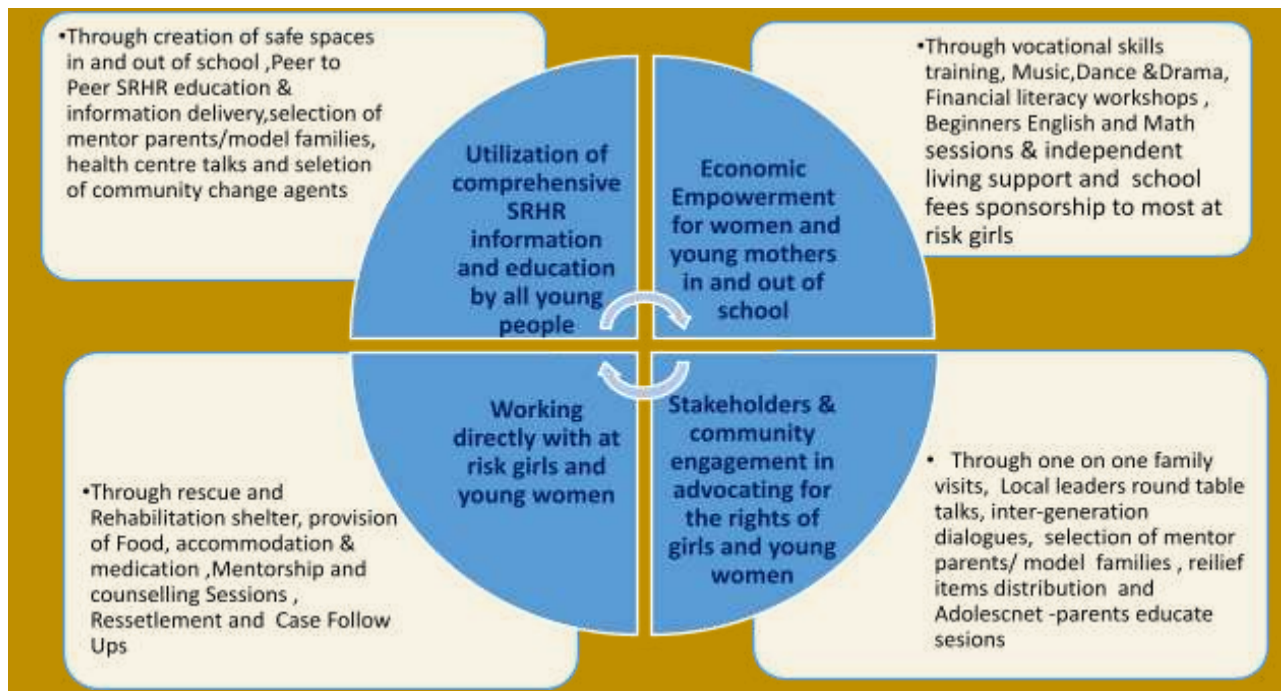 •Through creation of safe spaces
in and out of school ,Peer to
Peer SRHR education &
information delivery,selection of
mentor parents/model families,
health centre talks and seletion
of community change agents
Utilization of
comprehensive
SRHR
information
and education
by all young
people
Economic
Empowerment
for women and
young mothers
in and out of
school
•Through vocational skills
training, Music,Dance &Drama,
Financial literacy workshops ,
Beginners English and Math
sessions & independent
living support and school
fees sponsorship to most at
risk girls
•Through rescue and
Rehabilitation shelter, provision
of Food, accommodation &
medication ,Mentorship and
counselling Sessions ,
Ressetlement and Case Follow
Ups
Working
directly with at
risk girls and
young women
Stakeholders &
community
engagement in
advocating for
the rights of
girls and young
women
• Through one on one family
visits, Local leaders round table
talks, inter-generation
dialogues, selection of mentor
parents/ model families , reilief
items distribution and
Adolescnet -parents educate
sesions